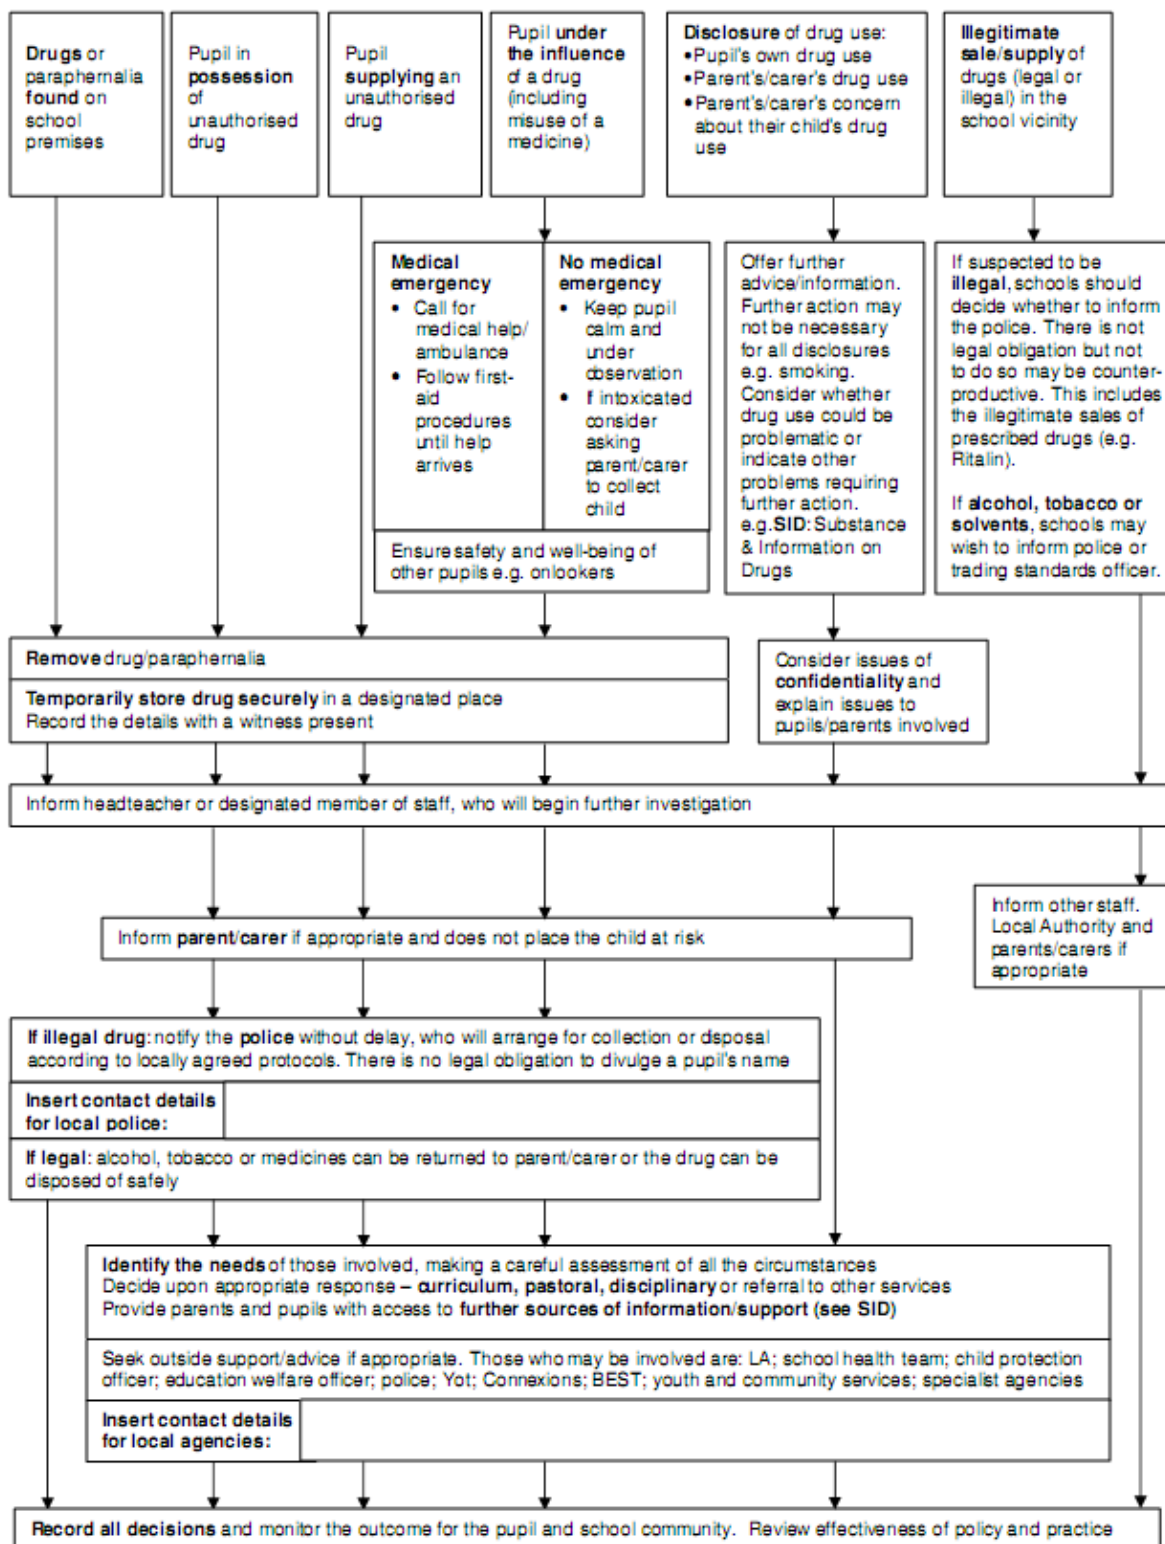 Drugs or
paraphernalia
found on
school
premises
Pupil in
possession
of
unauthorised
drug
Pupil
supplying an
unauthorised
drug
Pupil under
the influence
of a drug
(including
misuse of a
medicine)
Disclosure of drug use:
•Pupil's own drug use
•Parent's/carer's drug use
•Parent's/carer's concern
about their child's drug
use
Illegitimate
sale/supply of
drugs (legal or
illegal) in the
school vicinity
Medical
emergency
• Call for
medical help/
ambulance
• Follow first-
aid
procedures
until help
arrives
No medical
emergency
• Keep pupil
calm and
under
observation
• If intoxicated
consider
asking
parent/carer
to collect
child
Ensure safety and well-being of
other pupils e.g. onlookers
Offer further
advice/information.
Further action may
not be necessary
for all disclosures
e.g. smoking.
Consider whether
drug use could be
problematic or
indicate other
problems requiring
further action.
e.g.SID: Substance
& Information on
Drugs
If suspected to be
illegal, schools should
decide whether to inform
the police. There is not
legal obligation but not
to do so may be counter-
productive. This includes
the illegitimate sales of
prescribed drugs (e.g.
Ritalin).
If alcohol, tobacco or
solvents, schools may
wish to inform police or
trading standards officer.
Remove drug/paraphernalia
Temporarily store drug securely in a designated place
Record the details with a witness present
Consider issues of
confidentiality and
explain issues to
pupils/parents involved
Inform headteacher or designated member of staff, who will begin further investigation
Inform other staff.
Local Authority and
parents/carers if
appropriate
Inform parent/carer if appropriate and does not place the child at risk
If illegal drug: notify the police without delay, who will arrange for collection or disposal
according to locally agreed protocols. There is no legal obligation to divulge a pupil's name
Insert contact details
for local police:
If legal: alcohol, tobacco or medicines can be returned to parent/carer or the drug can be
disposed of safely
Identify the needs of those involved, making a careful assessment of all the circumstances
Decide upon appropriate response – curriculum, pastoral, disciplinary or referral to other services
Provide parents and pupils with access to further sources of information/support (see SID)
Seek outside support/advice if appropriate. Those who may be involved are: LA; school health team; child protection
officer; education welfare officer; police; Yot; Connexions; BEST; youth and community services; specialist agencies
Insert contact details
for local agencies:
Record all decisions and monitor the outcome for the pupil and school community. Review effectiveness of policy and practice